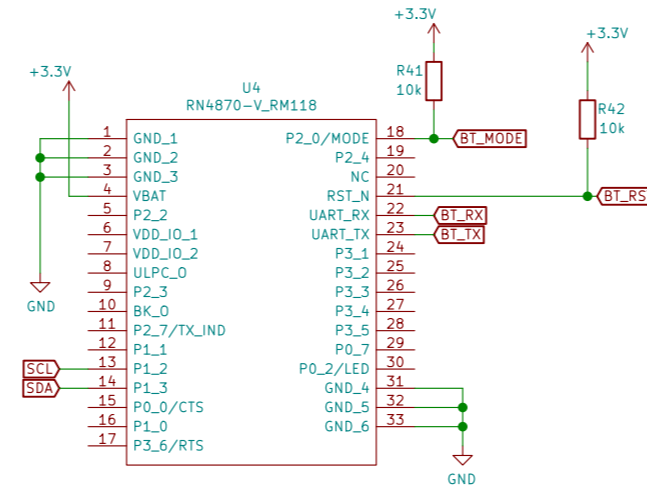 +3.3V
+3.3V
+3.3V
U4
RN4870-V_RM118
R41
10k
R42
10k
1 GND_1
2 GND_2
3 GND_3
4 VBAT
5 P2_2
6 VDD_IO_1
7 VDD_IO_2
8 ULPC_O
9 P2_3
10 BK_O
11 P2_7/TX_IND
12 P1_1
SCL 13 P1_2
SDA 14 P1_3
15 P0_0/CTS
16 P1_0
17 P3_6/RTS
GND
P2_0/MODE 18 BT_MODE
P2_4 19
NC 20
RST_N 21 BT_RS
UART_RX 22 BT_RX
UART_TX 23 BT_TX
P3_1 24
P3_2 25
P3_3 26
P3_4 27
P3_5 28
P0_7 29
P0_2/LED 30
GND_4 31
GND_5 32
GND_6 33
GND